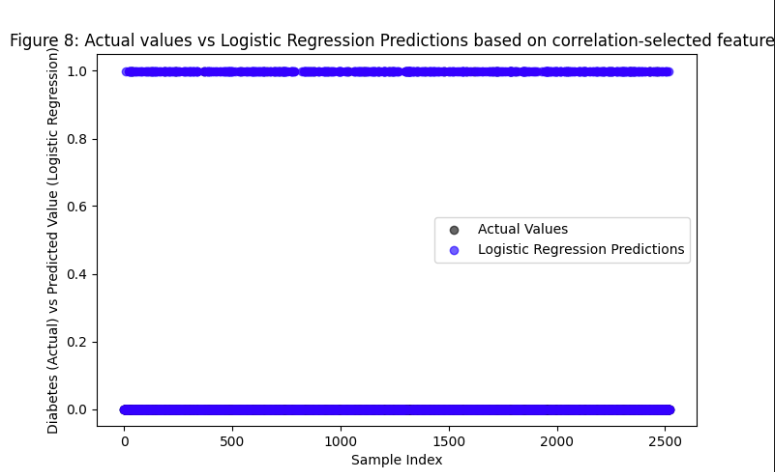 Figure 8: Actual values vs Logistic Regression Predictions based on correlation-selected feature
Diabetes (Actual) vs Predicted Value (Logistic Regression)
1.0
0.8
0.6
0.4
0.2
0.0
Actual Values
Logistic Regression Predictions
0 500 1000 1500 2000 2500
Sample Index